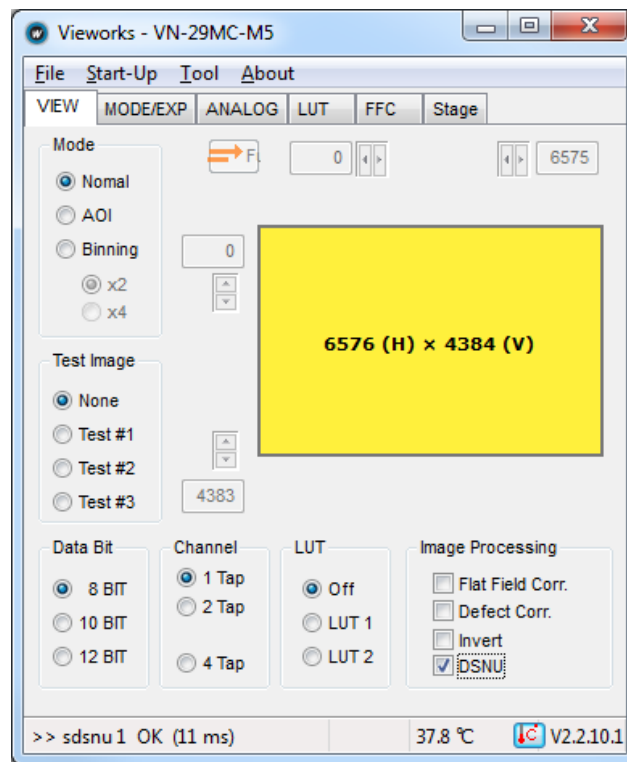 Vieworks - VN-29MC-M5
File Start-Up Tool About
VIEW MODE/EXP ANALOG LUT FFC Stage
Mode
Nomal
AOI
Binning
x2
x4
0 6575
0
6576 (H) × 4384 (V)
4383
Test Image
None
Test #1
Test #2
Test #3
Data Bit
8 BIT
10 BIT
12 BIT
Channel
1 Tap
2 Tap
4 Tap
LUT
Off
LUT 1
LUT 2
Image Processing
Flat Field Corr.
Defect Corr.
Invert
DSNU
>> sdsnu 1 OK (11 ms) 37.8 ℃ V2.2.10.1